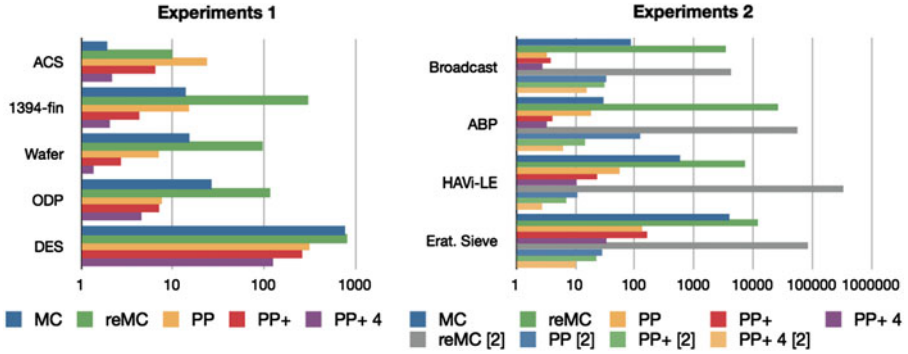 Experiments 1
ACS
1394-fin
Wafer
ODP
DES
1 10 100 1000
MC reMC PP PP+ PP+ 4
Experiments 2
Broadcast
ABP
HAVi-LE
Erat. Sieve
1 10 100 1000 10000 100000 1000000 10000000
MC reMC PP PP+ PP+ 4
reMC [2] PP [2] PP+ [2] PP+ 4 [2]